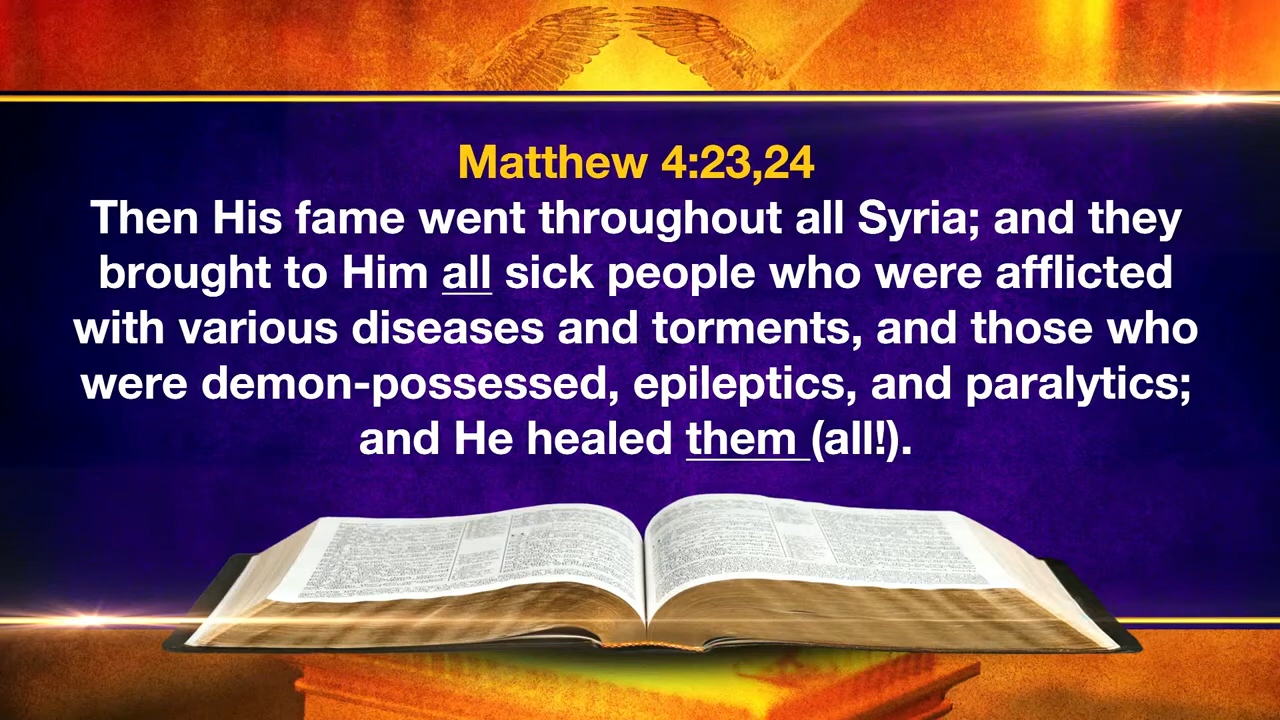 Matthew 4:23,24
Then His fame went throughout all Syria; and they
brought to Him all sick people who were afflicted
with various diseases and torments, and those who
were demon-possessed, epileptics, and paralytics;
and He healed them (all!).